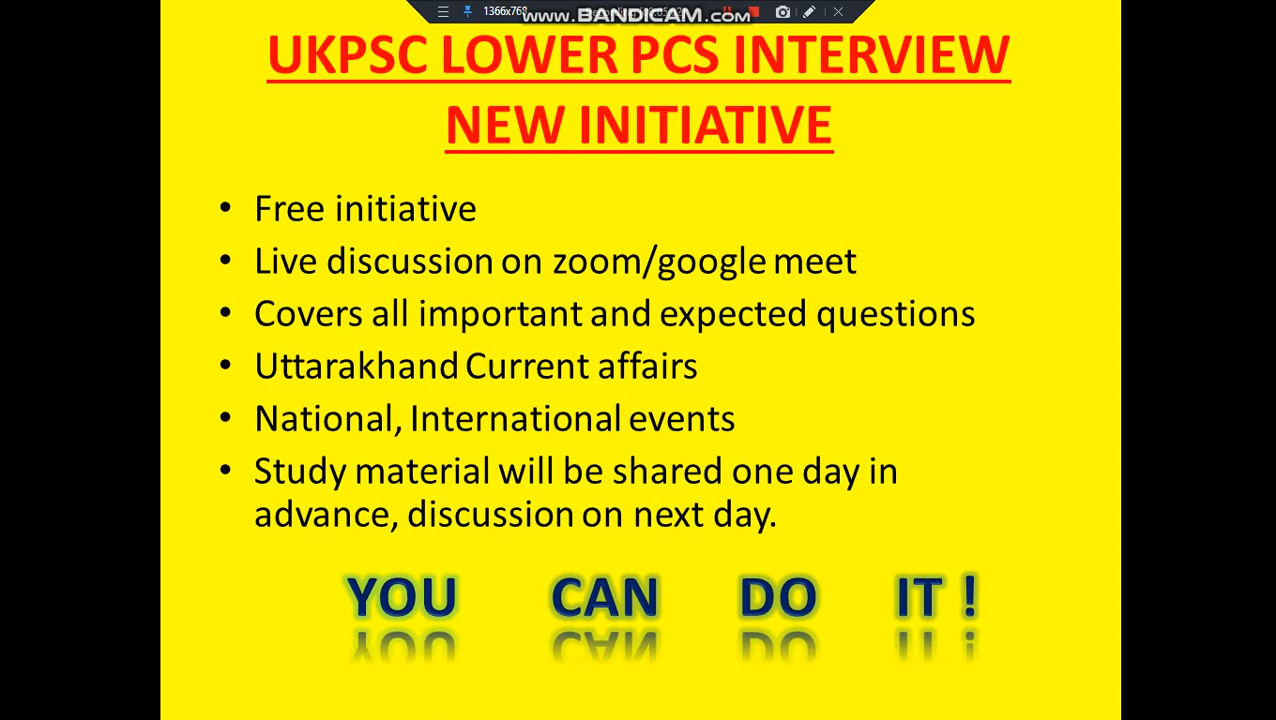 1366x768
www.BANDICAM.com
UKPSC LOWER PCS INTERVIEW
NEW INITIATIVE
• Free initiative
• Live discussion on zoom/google meet
• Covers all important and expected questions
• Uttarakhand Current affairs
• National, International events
• Study material will be shared one day in
advance, discussion on next day.
YOU CAN DO IT !